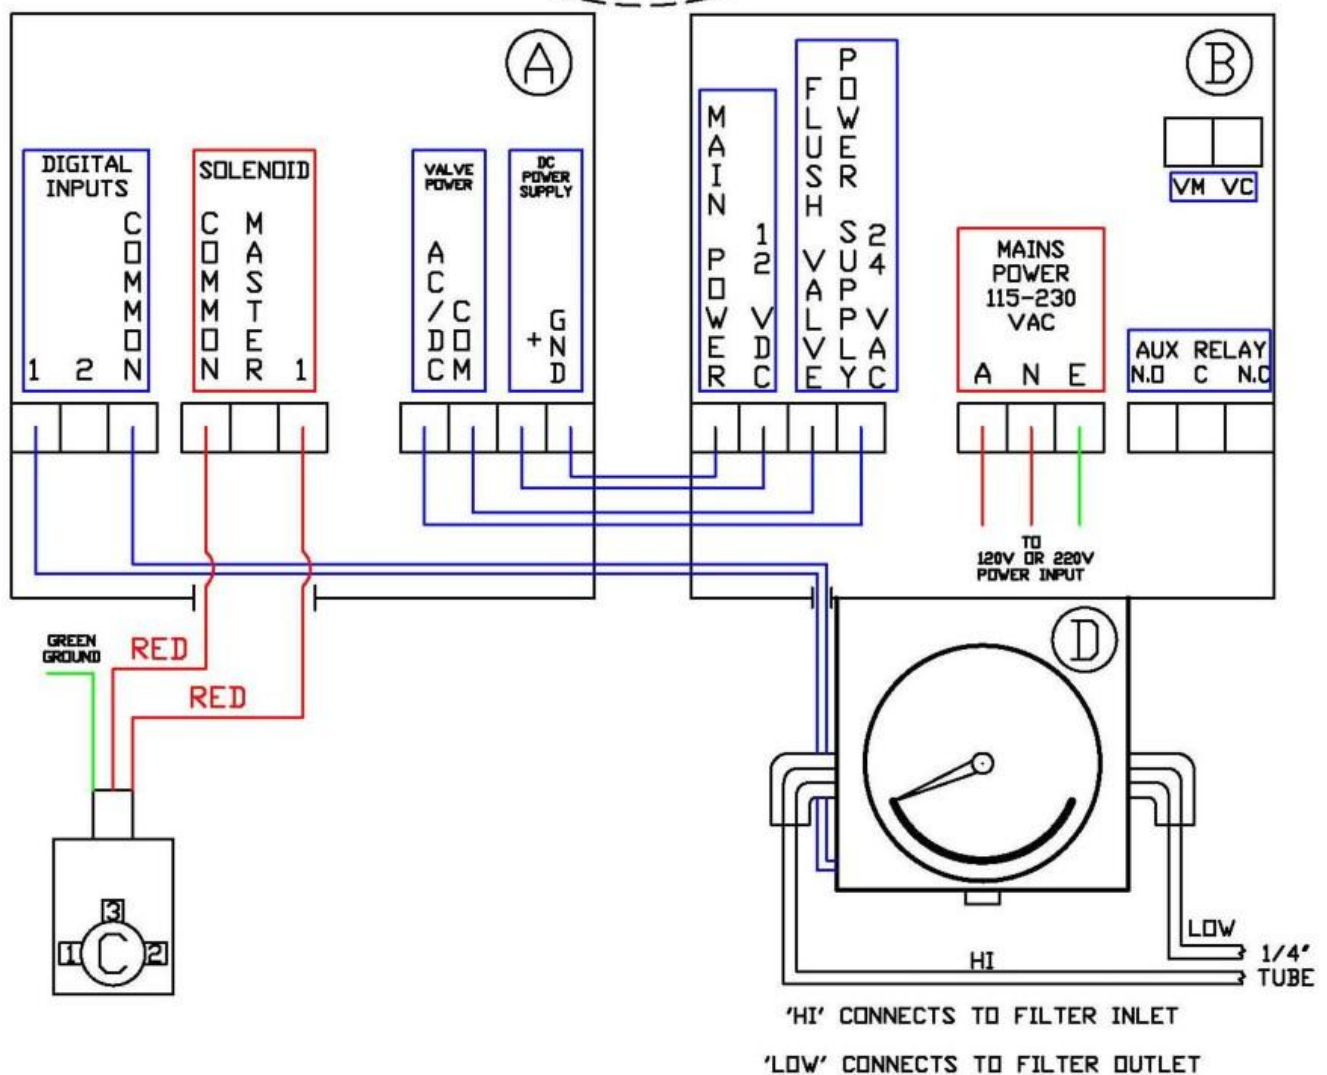 A
B
DIGITAL
INPUTS
1 2 COMMON
SOLENOID
COMMON MASTER 1
VALVE
POWER
AC/DC COM
DC
POWER
SUPPLY
+ GND
MAIN POWER
12 VDC
FLUSH VALVE
POWER SUPPLY
24 VAC
VM VC
MAINS
POWER
115-230
VAC
A N E
AUX RELAY
N.O C N.C
TO
120V OR 220V
POWER INPUT
GREEN
GROUND
RED
RED
D
3
1 C 2
LOW
HI
1/4"
TUBE
'HI' CONNECTS TO FILTER INLET
'LOW' CONNECTS TO FILTER OUTLET